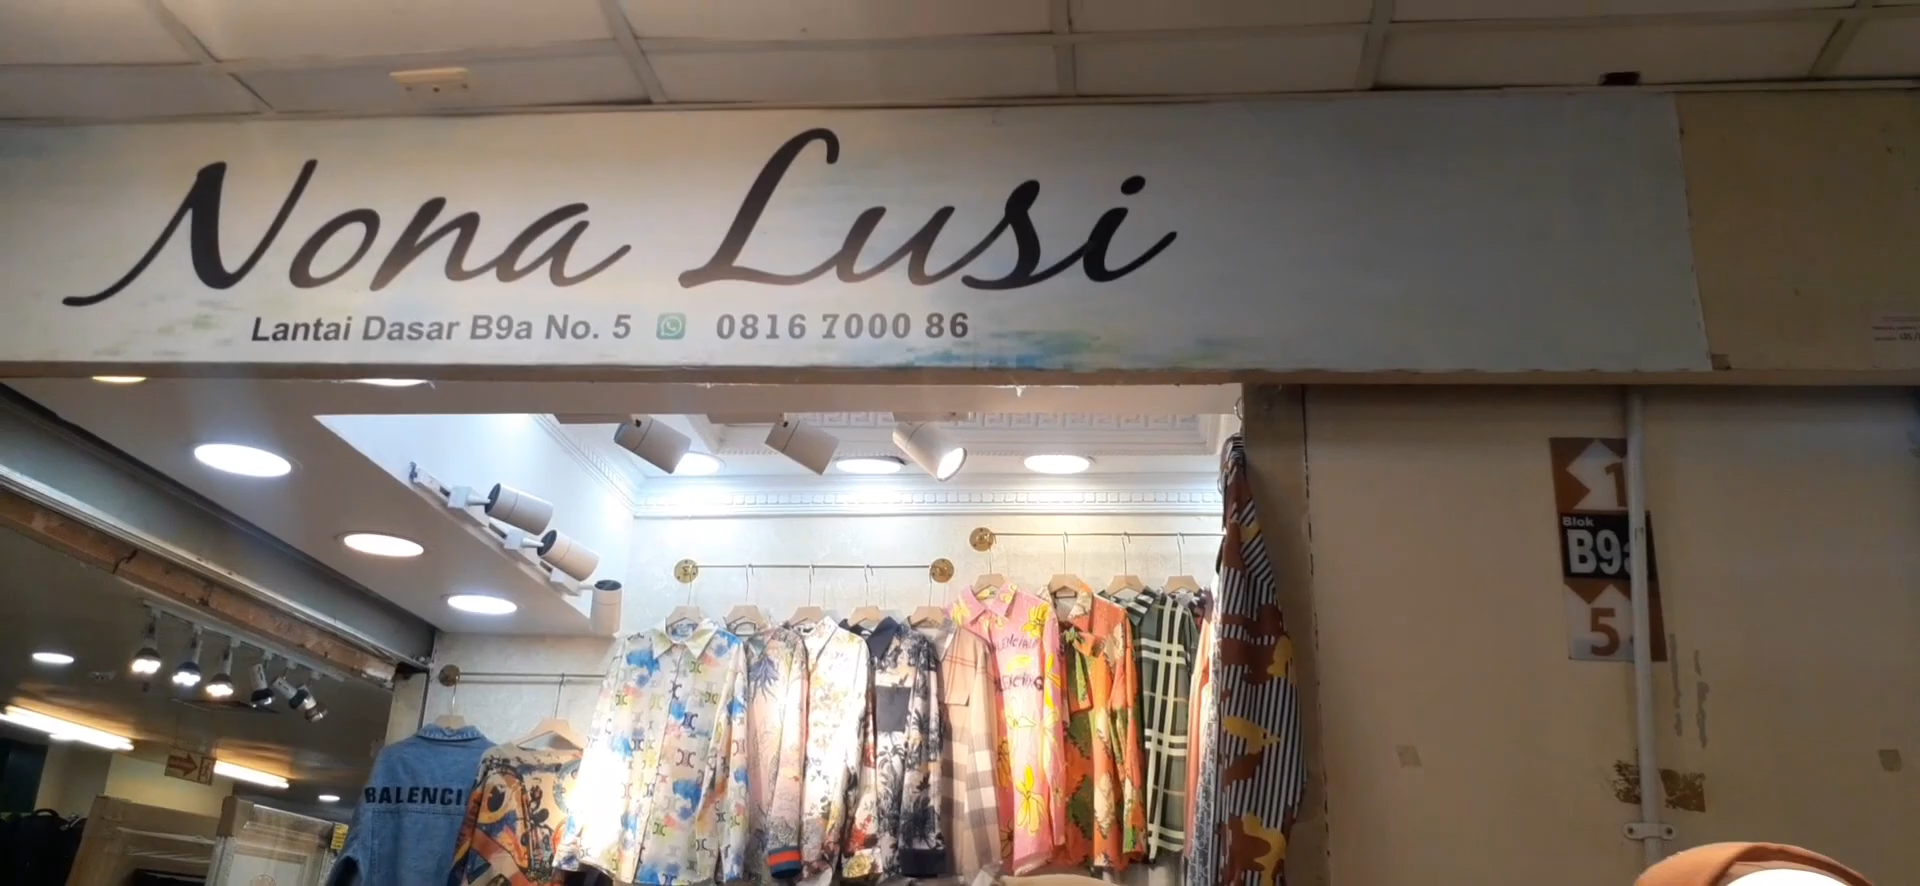 Nona Lusi
Lantai Dasar B9a No. 5 0816 7000 86
1
Blok
B9a
5
BALENCI